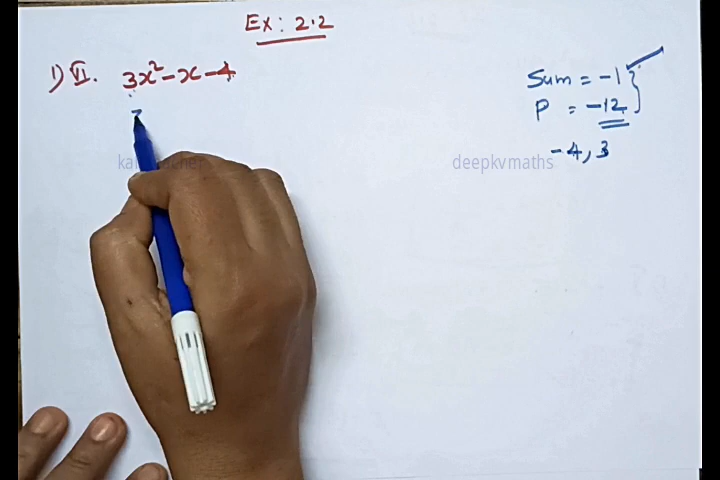 Ex: 2.2
1) VI. 3x² - x - 4
Sum = -1
P = -12
-4, 3
deepkvmaths